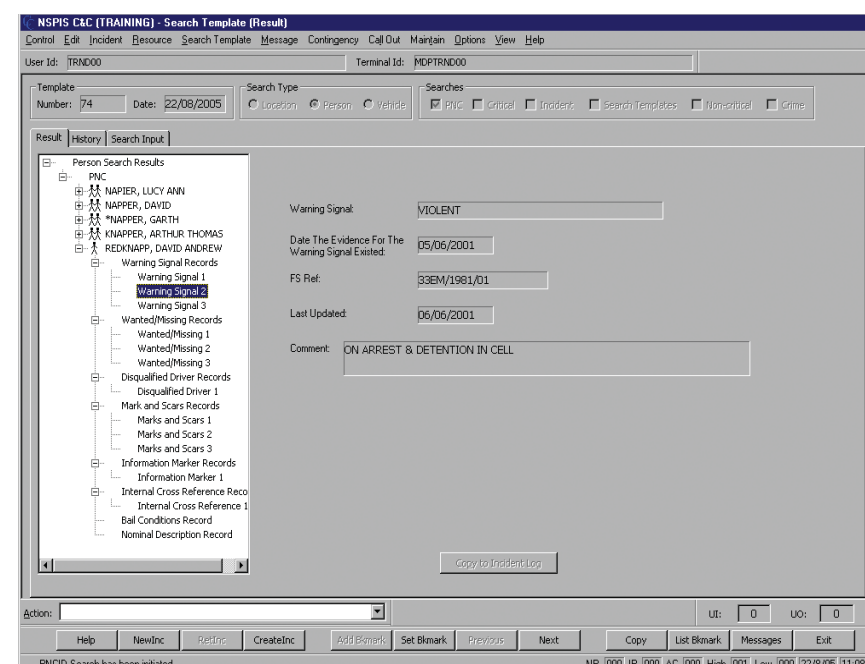 NSPIS C&C (TRAINING) - Search Template (Result)
Control Edit Incident Resource Search Template Message Contingency Call Out Maintain Options View Help
User Id: TRND00 Terminal Id: MDPTRND00
Template Search Type Searches
Number: 74 Date: 22/08/2005 Location Person Vehicle PNC Critical Incident Search Templates Non-critical Crime
Result History Search Input
Person Search Results
PNC
NAPIER, LUCY ANN
NAPPER, DAVID
*NAPPER, GARTH
KNAPPER, ARTHUR THOMAS
REDKNAPP, DAVID ANDREW
Warning Signal Records
Warning Signal 1
Warning Signal 2
Warning Signal 3
Wanted/Missing Records
Wanted/Missing 1
Wanted/Missing 2
Wanted/Missing 3
Disqualified Driver Records
Disqualified Driver 1
Mark and Scars Records
Marks and Scars 1
Marks and Scars 2
Marks and Scars 3
Information Marker Records
Information Marker 1
Internal Cross Reference Reco
Internal Cross Reference 1
Bail Conditions Record
Nominal Description Record
Warning Signal: VIOLENT
Date The Evidence For The
Warning Signal Existed: 05/06/2001
FS Ref: 33EM/1981/01
Last Updated: 06/06/2001
Comment: ON ARREST & DETENTION IN CELL
Copy to Incident Log
Action: UI: 0 UO: 0
Help NewInc RetInc CreateInc Add Bkmark Set Bkmark Previous Next Copy List Bkmark Messages Exit
PNCID Search has been initiated 000 000 AC 000 High 001 Low 000 22/8/05